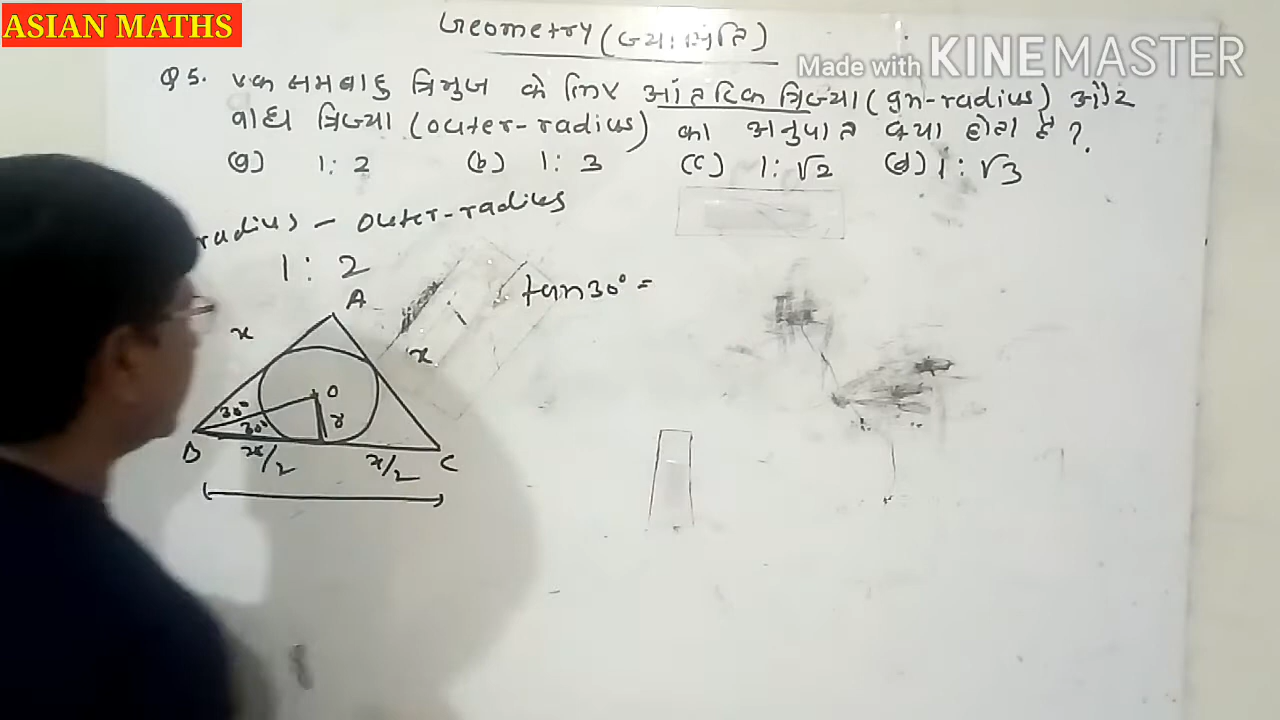 ASIAN MATHS
Geometry (ज्यामिति)
Made with KINEMASTER
Q 5. एक समबाहु त्रिभुज के लिए आंतरिक त्रिज्या (In-radius) और
बाह्य त्रिज्या (outer-radius) का अनुपात क्या होता है ?
(a) 1 : 2 (b) 1 : 3 (c) 1 : √2 (d) 1 : √3
radius - outer-radius
1 : 2
tan30° =
A
x
x
O
30°
30°
r
B
x/2
x/2
C